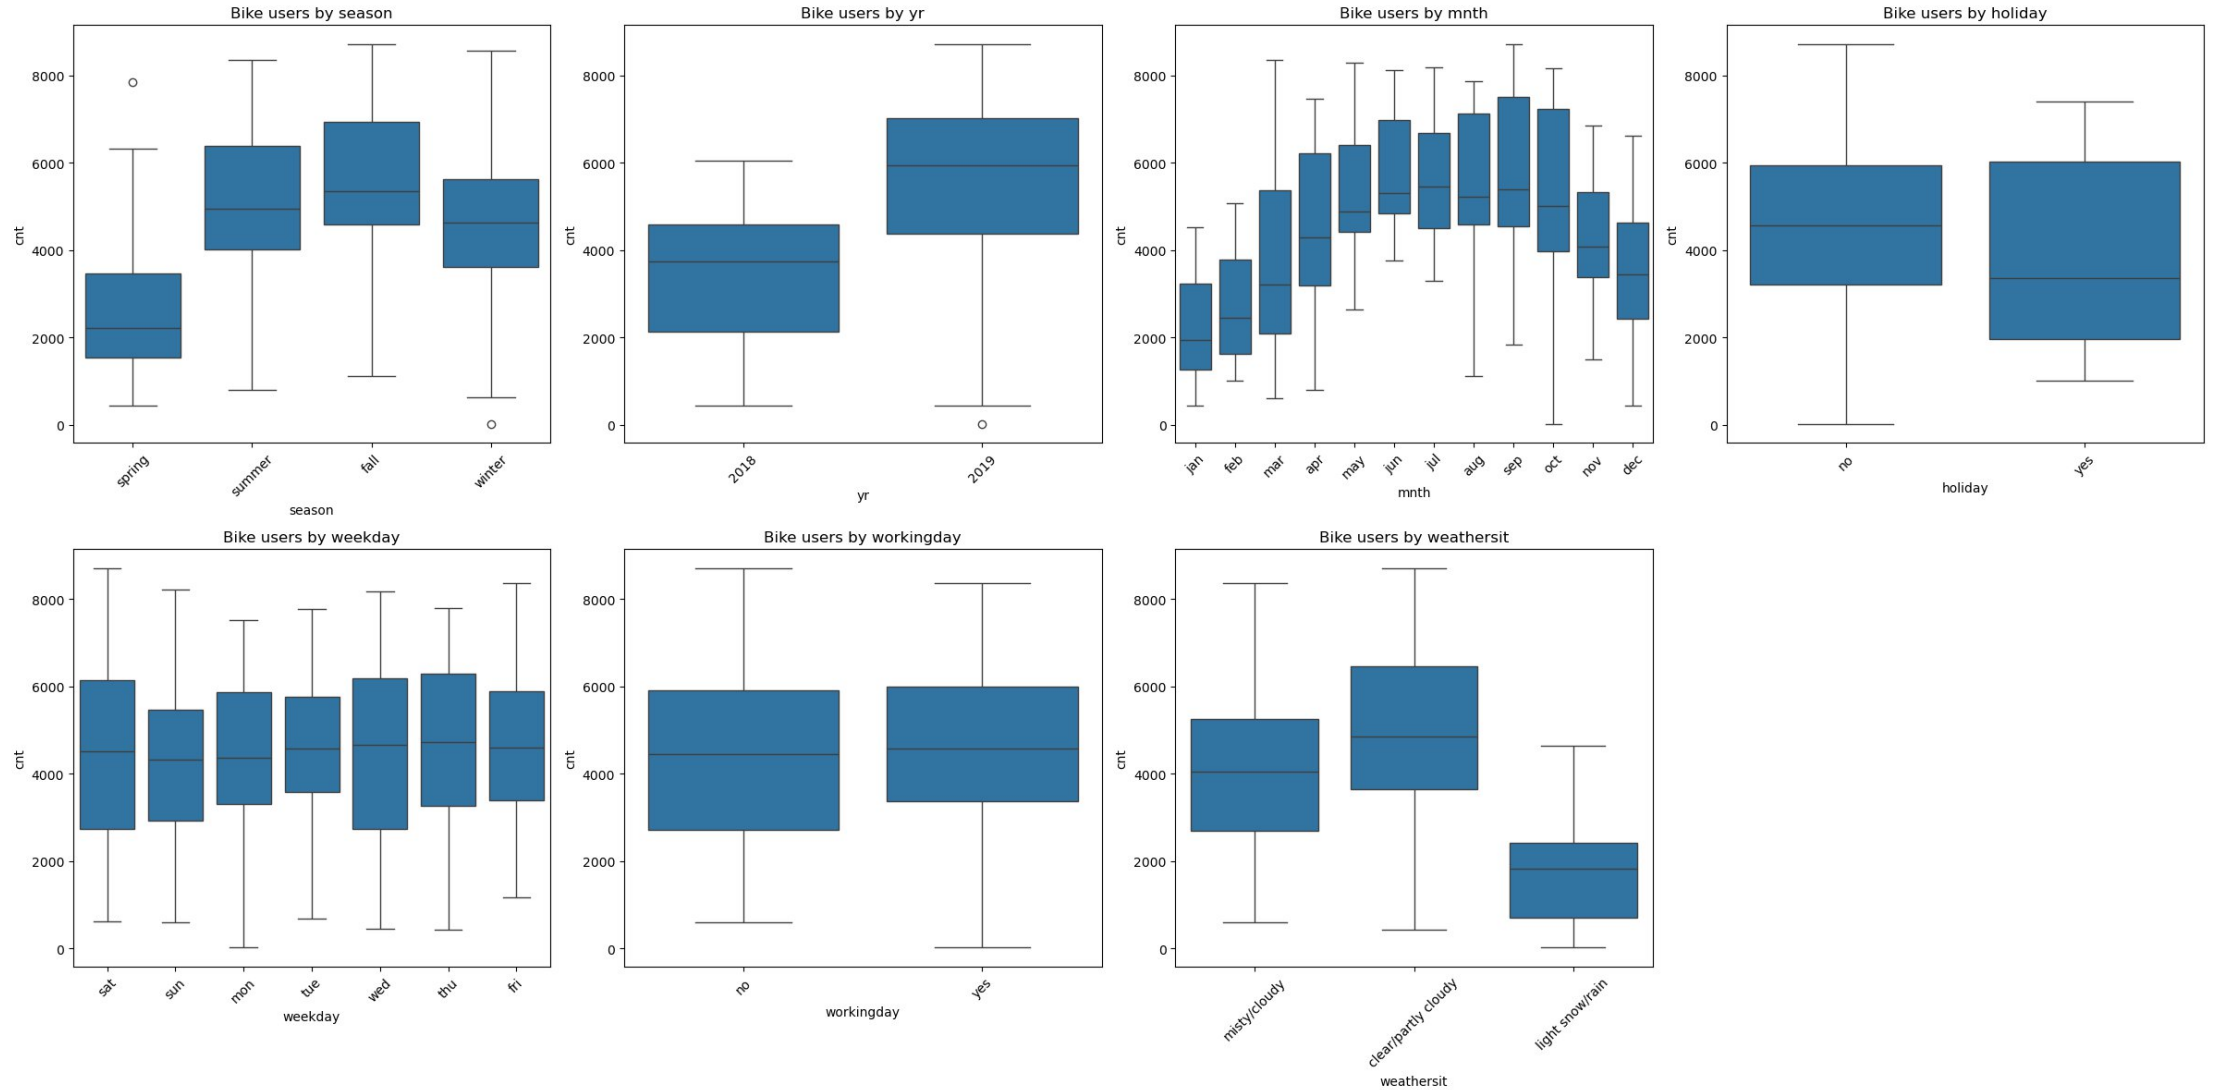 Bike users by season
cnt
8000
6000
4000
2000
0
spring
summer
fall
winter
season
Bike users by yr
cnt
8000
6000
4000
2000
0
2018
2019
yr
Bike users by mnth
cnt
8000
6000
4000
2000
0
jan
feb
mar
apr
may
jun
jul
aug
sep
oct
nov
dec
mnth
Bike users by holiday
cnt
8000
6000
4000
2000
0
no
yes
holiday
Bike users by weekday
cnt
8000
6000
4000
2000
0
sat
sun
mon
tue
wed
thu
fri
weekday
Bike users by workingday
cnt
8000
6000
4000
2000
0
no
yes
workingday
Bike users by weathersit
cnt
8000
6000
4000
2000
0
misty/cloudy
clear/partly cloudy
light snow/rain
weathersit